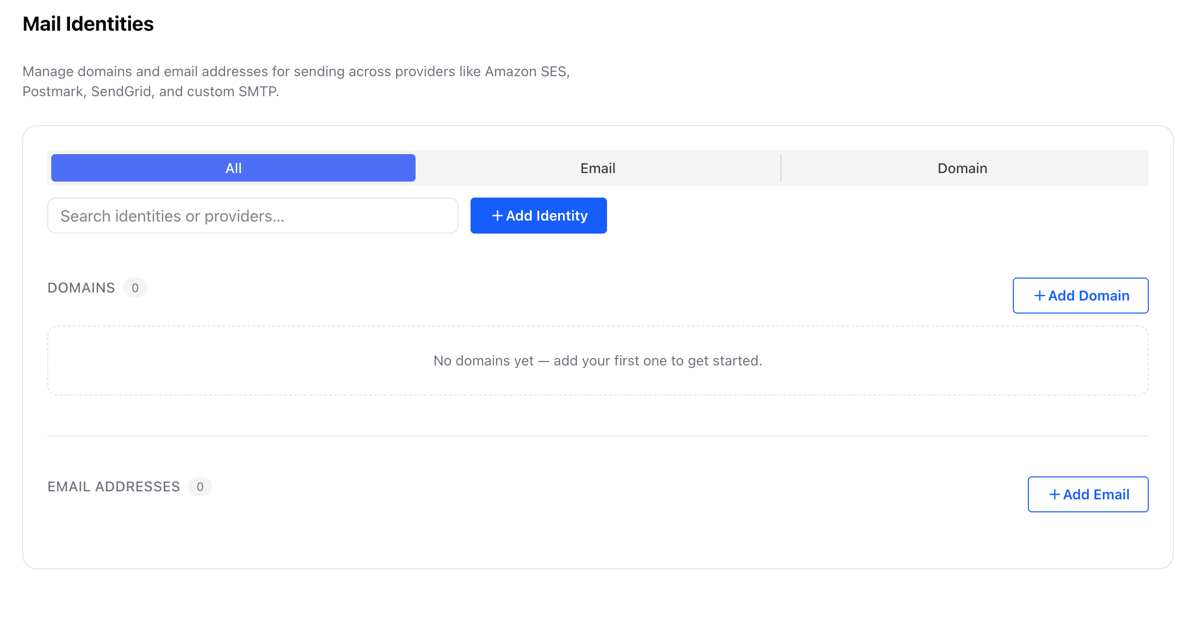 Mail Identities
Manage domains and email addresses for sending across providers like Amazon SES,
Postmark, SendGrid, and custom SMTP.
All
Email
Domain
Search identities or providers...
+ Add Identity
DOMAINS 0
+ Add Domain
No domains yet — add your first one to get started.
EMAIL ADDRESSES 0
+ Add Email